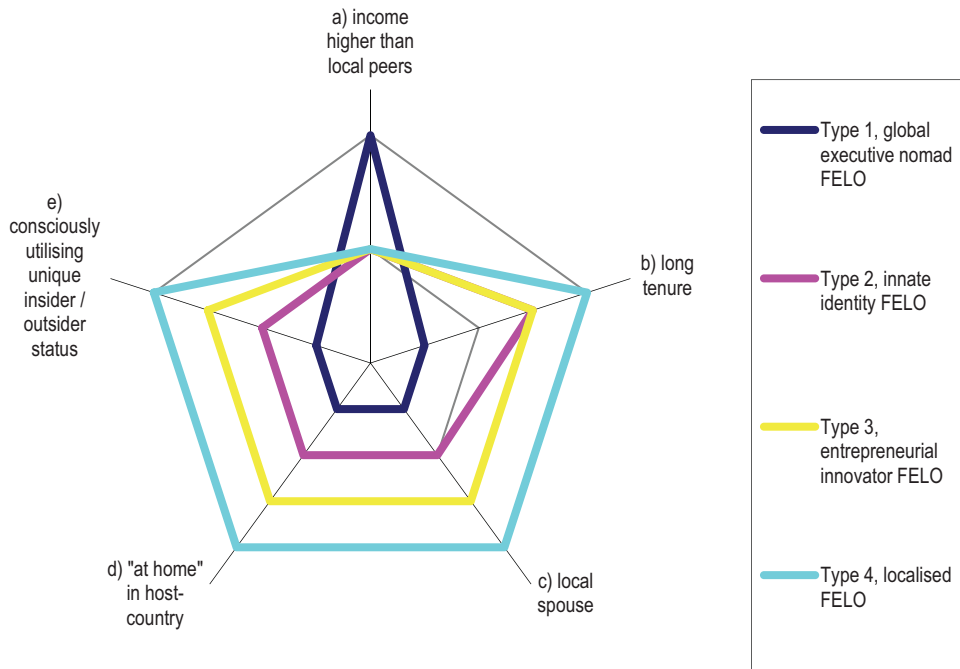 a) income
higher than
local peers
b) long
tenure
c) local
spouse
d) "at home"
in host-
country
e)
consciously
utilising
unique
insider /
outsider
status
Type 1, global
executive nomad
FELO
Type 2, innate
identity FELO
Type 3,
entrepreneurial
innovator FELO
Type 4, localised
FELO